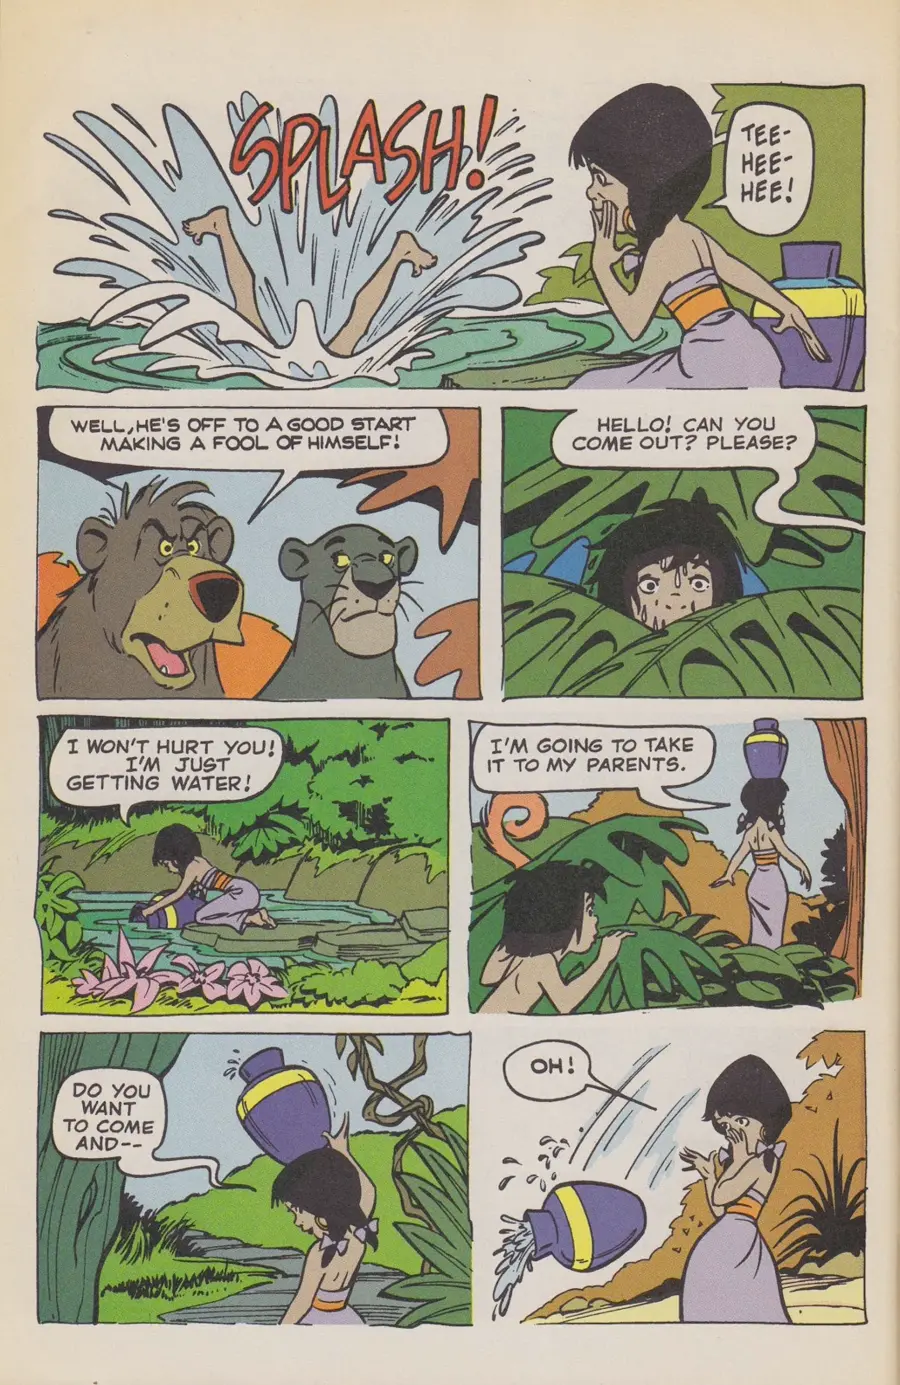 SPLASH!
TEE-
HEE-
HEE!
WELL, HE'S OFF TO A GOOD START
MAKING A FOOL OF HIMSELF!
HELLO! CAN YOU
COME OUT? PLEASE?
I WON'T HURT YOU!
I'M JUST
GETTING WATER!
I'M GOING TO TAKE
IT TO MY PARENTS.
DO YOU
WANT
TO COME
AND--
OH!